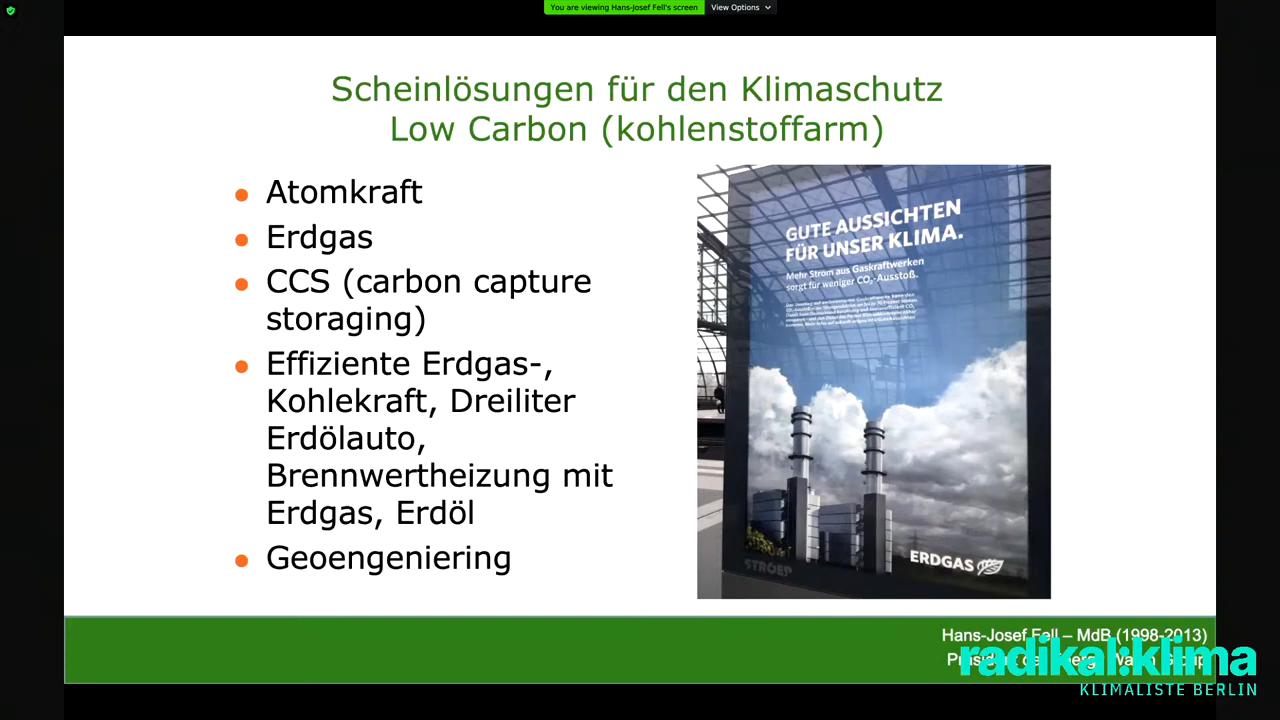 You are viewing Hans-Josef Fell's screen
View Options
Scheinlösungen für den Klimaschutz
Low Carbon (kohlenstoffarm)
Atomkraft
Erdgas
CCS (carbon capture
storaging)
Effiziente Erdgas-,
Kohlekraft, Dreiliter
Erdölauto,
Brennwertheizung mit
Erdgas, Erdöl
Geoengeniering
GUTE AUSSICHTEN
FÜR UNSER KLIMA.
Mehr Strom aus Gaskraftwerken
sorgt für weniger CO₂-Ausstoß.
ERDGAS
Hans-Josef Fell – MdB (1998-2013)
radikal:klima
KLIMALISTE BERLIN